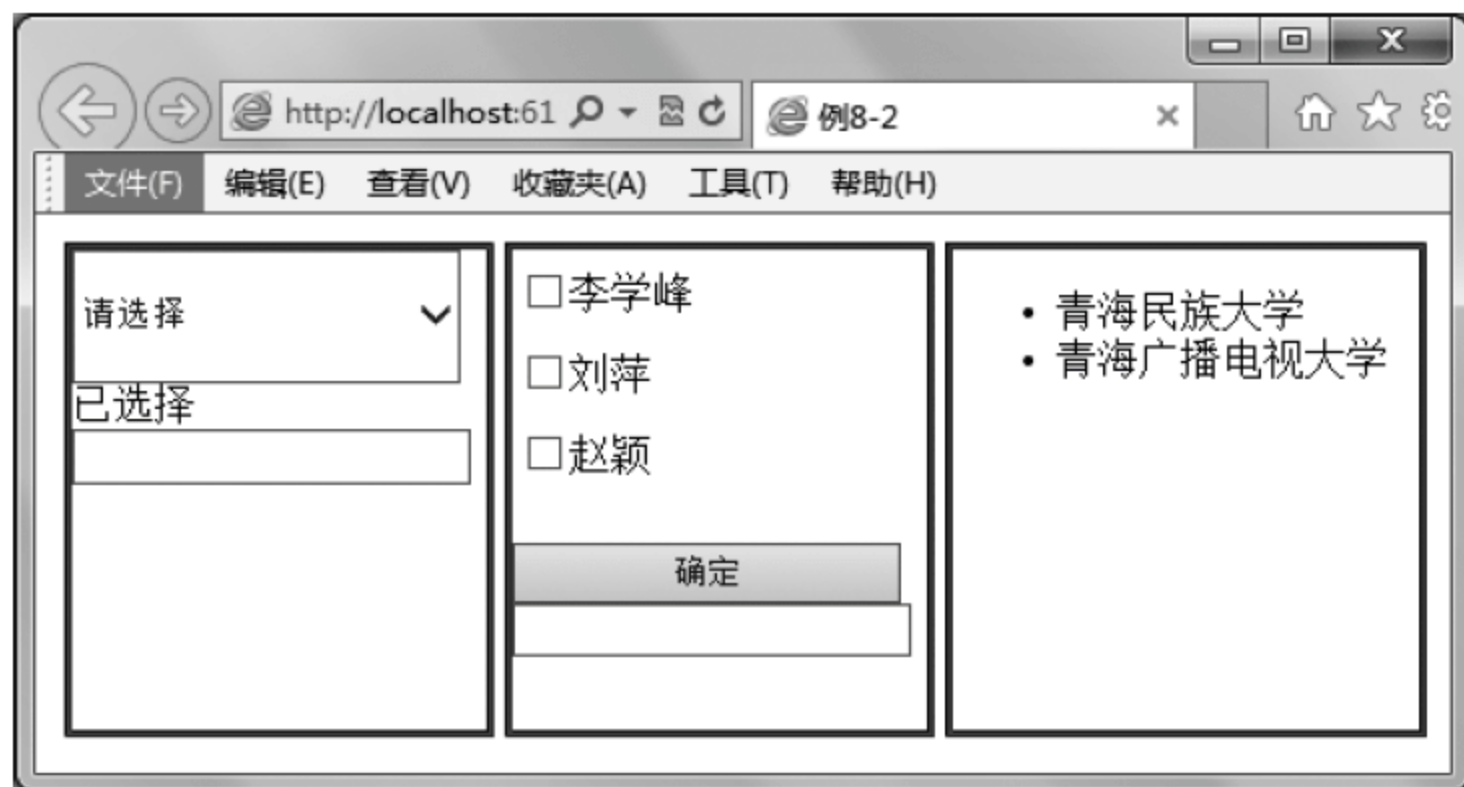 http://localhost:61
例8-2
文件(F) 编辑(E) 查看(V) 收藏夹(A) 工具(T) 帮助(H)
请选择
已选择
李学峰
刘萍
赵颖
确定
青海民族大学
青海广播电视大学